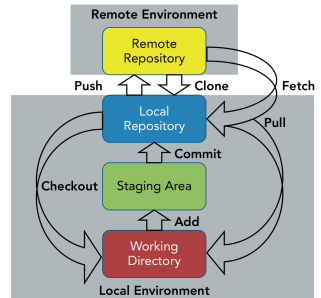 Remote Environment
Remote
Repository
Push
Clone
Fetch
Local
Repository
Pull
Commit
Checkout
Staging Area
Add
Working
Directory
Local Environment